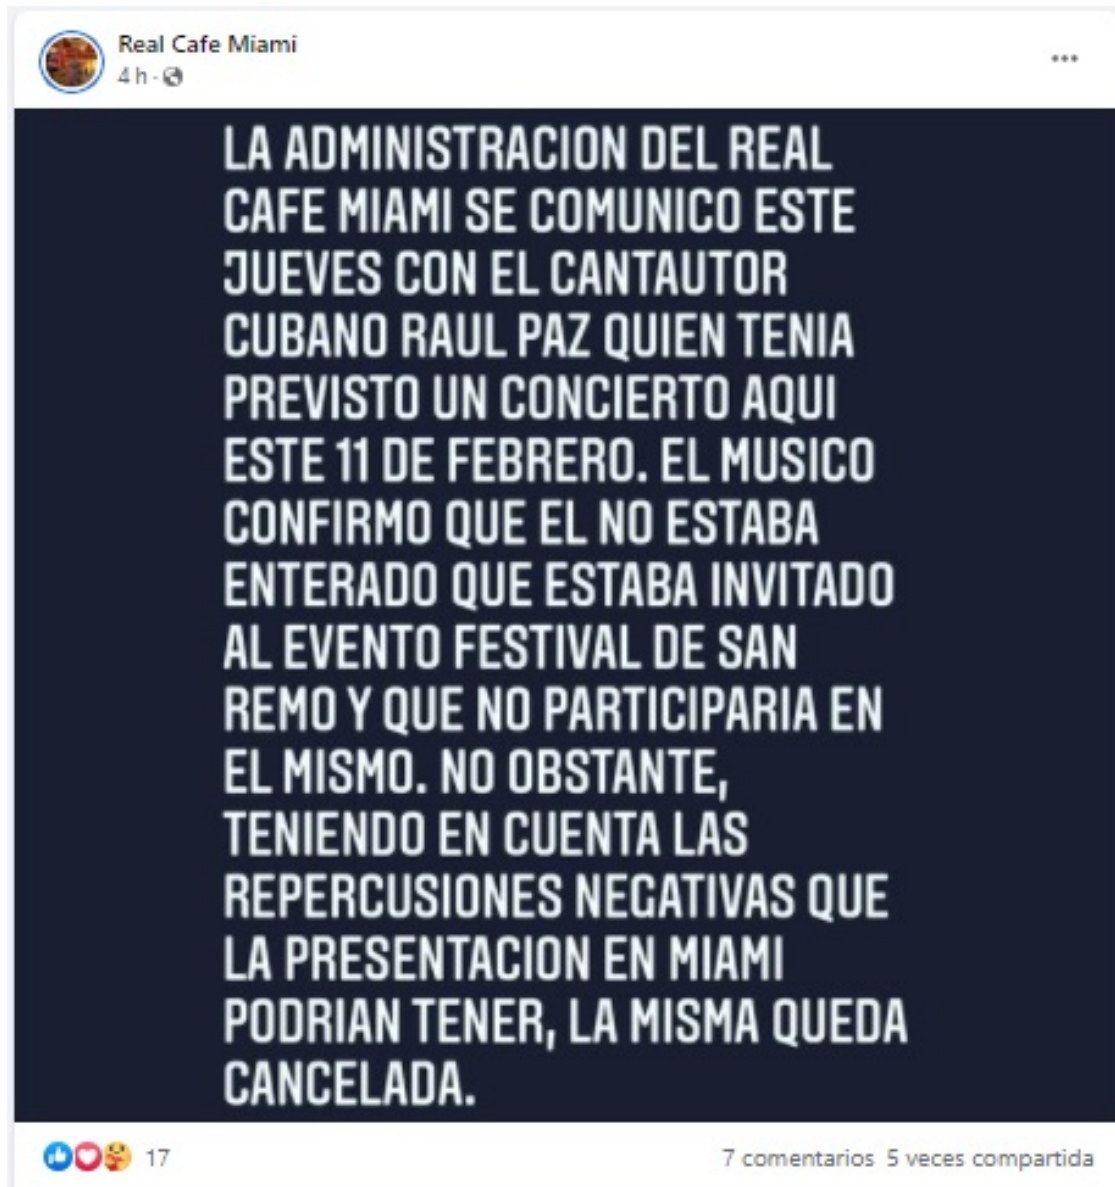 Real Cafe Miami
4 h ·
LA ADMINISTRACION DEL REAL
CAFE MIAMI SE COMUNICO ESTE
JUEVES CON EL CANTAUTOR
CUBANO RAUL PAZ QUIEN TENIA
PREVISTO UN CONCIERTO AQUI
ESTE 11 DE FEBRERO. EL MUSICO
CONFIRMO QUE EL NO ESTABA
ENTERADO QUE ESTABA INVITADO
AL EVENTO FESTIVAL DE SAN
REMO Y QUE NO PARTICIPARIA EN
EL MISMO. NO OBSTANTE,
TENIENDO EN CUENTA LAS
REPERCUSIONES NEGATIVAS QUE
LA PRESENTACION EN MIAMI
PODRIAN TENER, LA MISMA QUEDA
CANCELADA.
17 7 comentarios 5 veces compartida